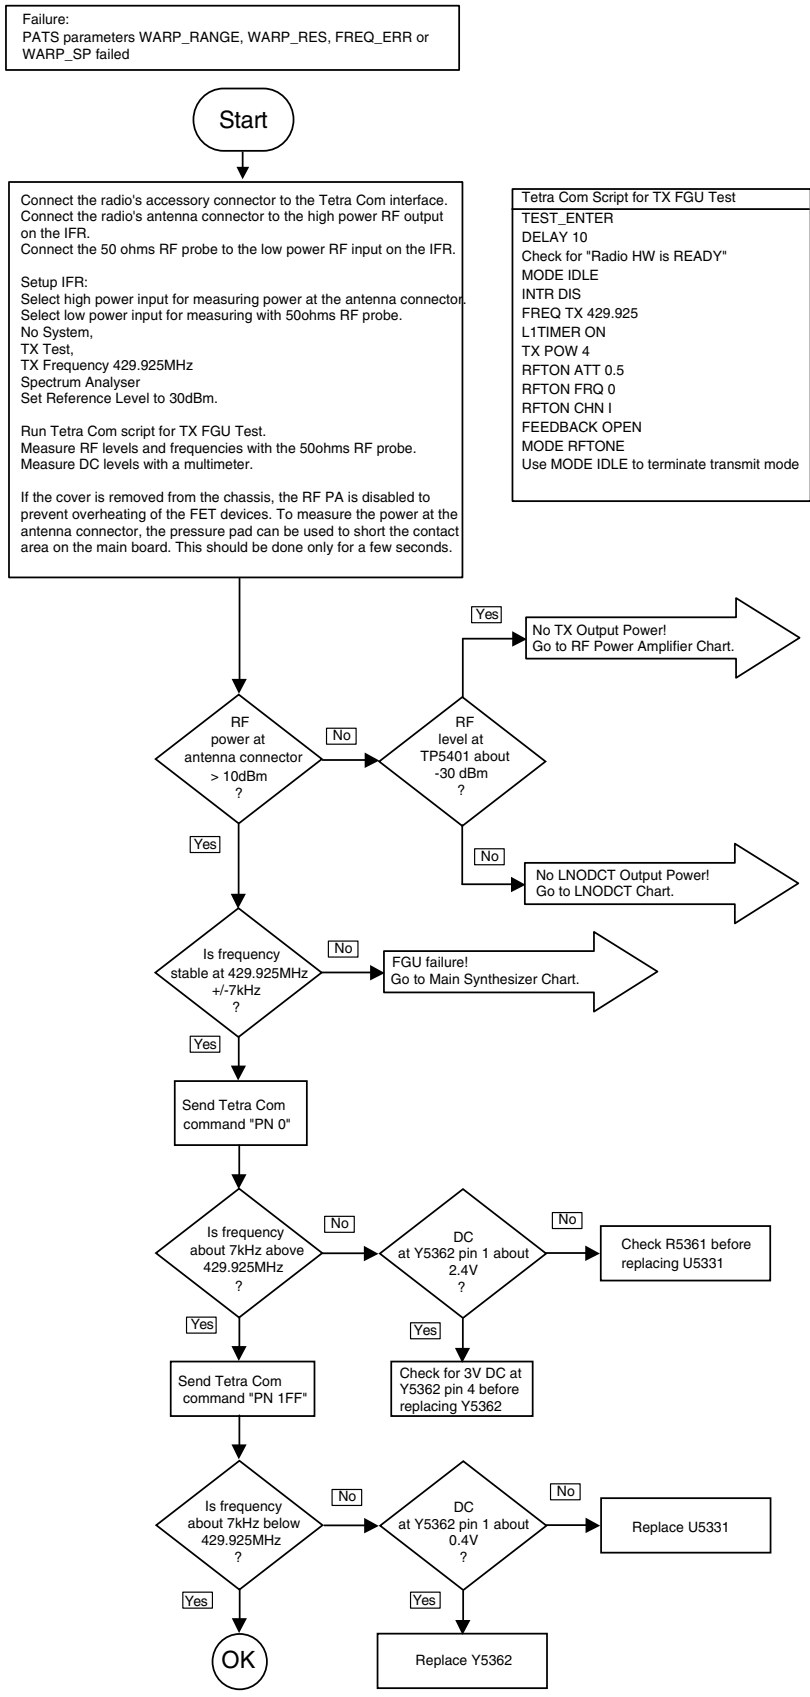 Failure:
PATS parameters WARP_RANGE, WARP_RES, FREQ_ERR or
WARP_SP failed
Start
Connect the radio's accessory connector to the Tetra Com interface.
Connect the radio's antenna connector to the high power RF output
on the IFR.
Connect the 50 ohms RF probe to the low power RF input on the IFR.
Setup IFR:
Select high power input for measuring power at the antenna connector.
Select low power input for measuring with 50ohms RF probe.
No System,
TX Test,
TX Frequency 429.925MHz
Spectrum Analyser
Set Reference Level to 30dBm.
Run Tetra Com script for TX FGU Test.
Measure RF levels and frequencies with the 50ohms RF probe.
Measure DC levels with a multimeter.
If the cover is removed from the chassis, the RF PA is disabled to
prevent overheating of the FET devices. To measure the power at the
antenna connector, the pressure pad can be used to short the contact
area on the main board. This should be done only for a few seconds.
Tetra Com Script for TX FGU Test
TEST_ENTER
DELAY 10
Check for "Radio HW is READY"
MODE IDLE
INTR DIS
FREQ TX 429.925
L1TIMER ON
TX POW 4
RFTON ATT 0.5
RFTON FRQ 0
RFTON CHN I
FEEDBACK OPEN
MODE RFTONE
Use MODE IDLE to terminate transmit mode
RF
power at
antenna connector
> 10dBm
?
No
RF
level at
TP5401 about
-30 dBm
?
Yes
No TX Output Power!
Go to RF Power Amplifier Chart.
No
No LNODCT Output Power!
Go to LNODCT Chart.
Yes
Is frequency
stable at 429.925MHz
+/-7kHz
?
No
FGU failure!
Go to Main Synthesizer Chart.
Yes
Send Tetra Com
command "PN 0"
Is frequency
about 7kHz above
429.925MHz
?
No
DC
at Y5362 pin 1 about
2.4V
?
No
Check R5361 before
replacing U5331
Yes
Check for 3V DC at
Y5362 pin 4 before
replacing Y5362
Yes
Send Tetra Com
command "PN 1FF"
Is frequency
about 7kHz below
429.925MHz
?
No
DC
at Y5362 pin 1 about
0.4V
?
No
Replace U5331
Yes
Replace Y5362
Yes
OK